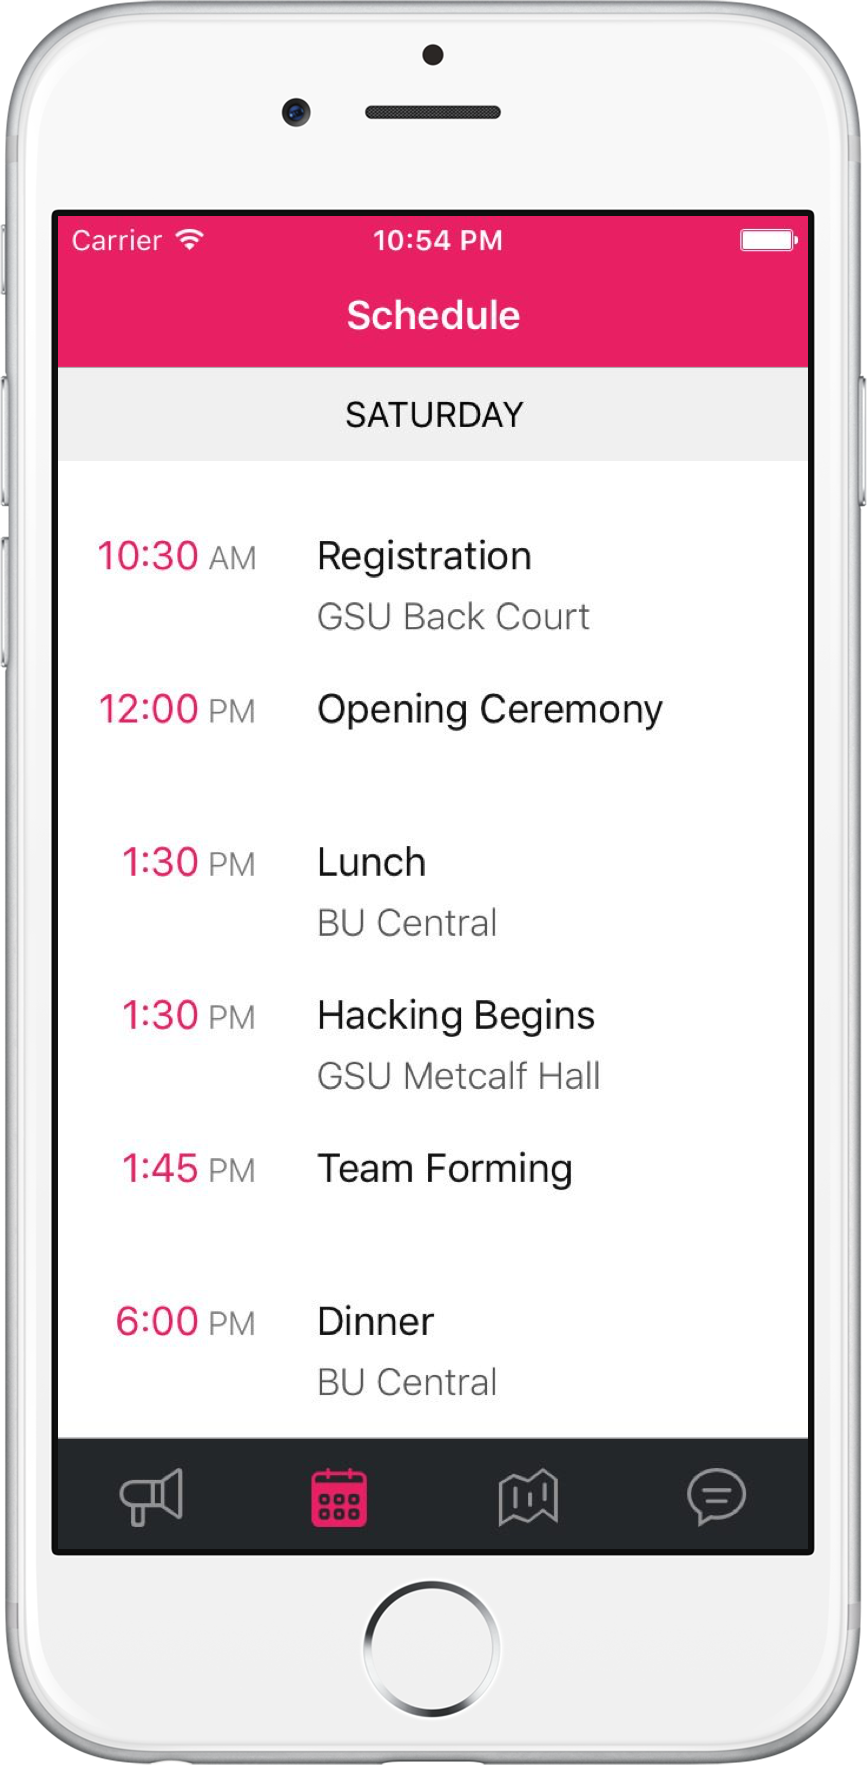 Carrier 10:54 PM
Schedule
SATURDAY
10:30 AM Registration
GSU Back Court
12:00 PM Opening Ceremony
1:30 PM Lunch
BU Central
1:30 PM Hacking Begins
GSU Metcalf Hall
1:45 PM Team Forming
6:00 PM Dinner
BU Central